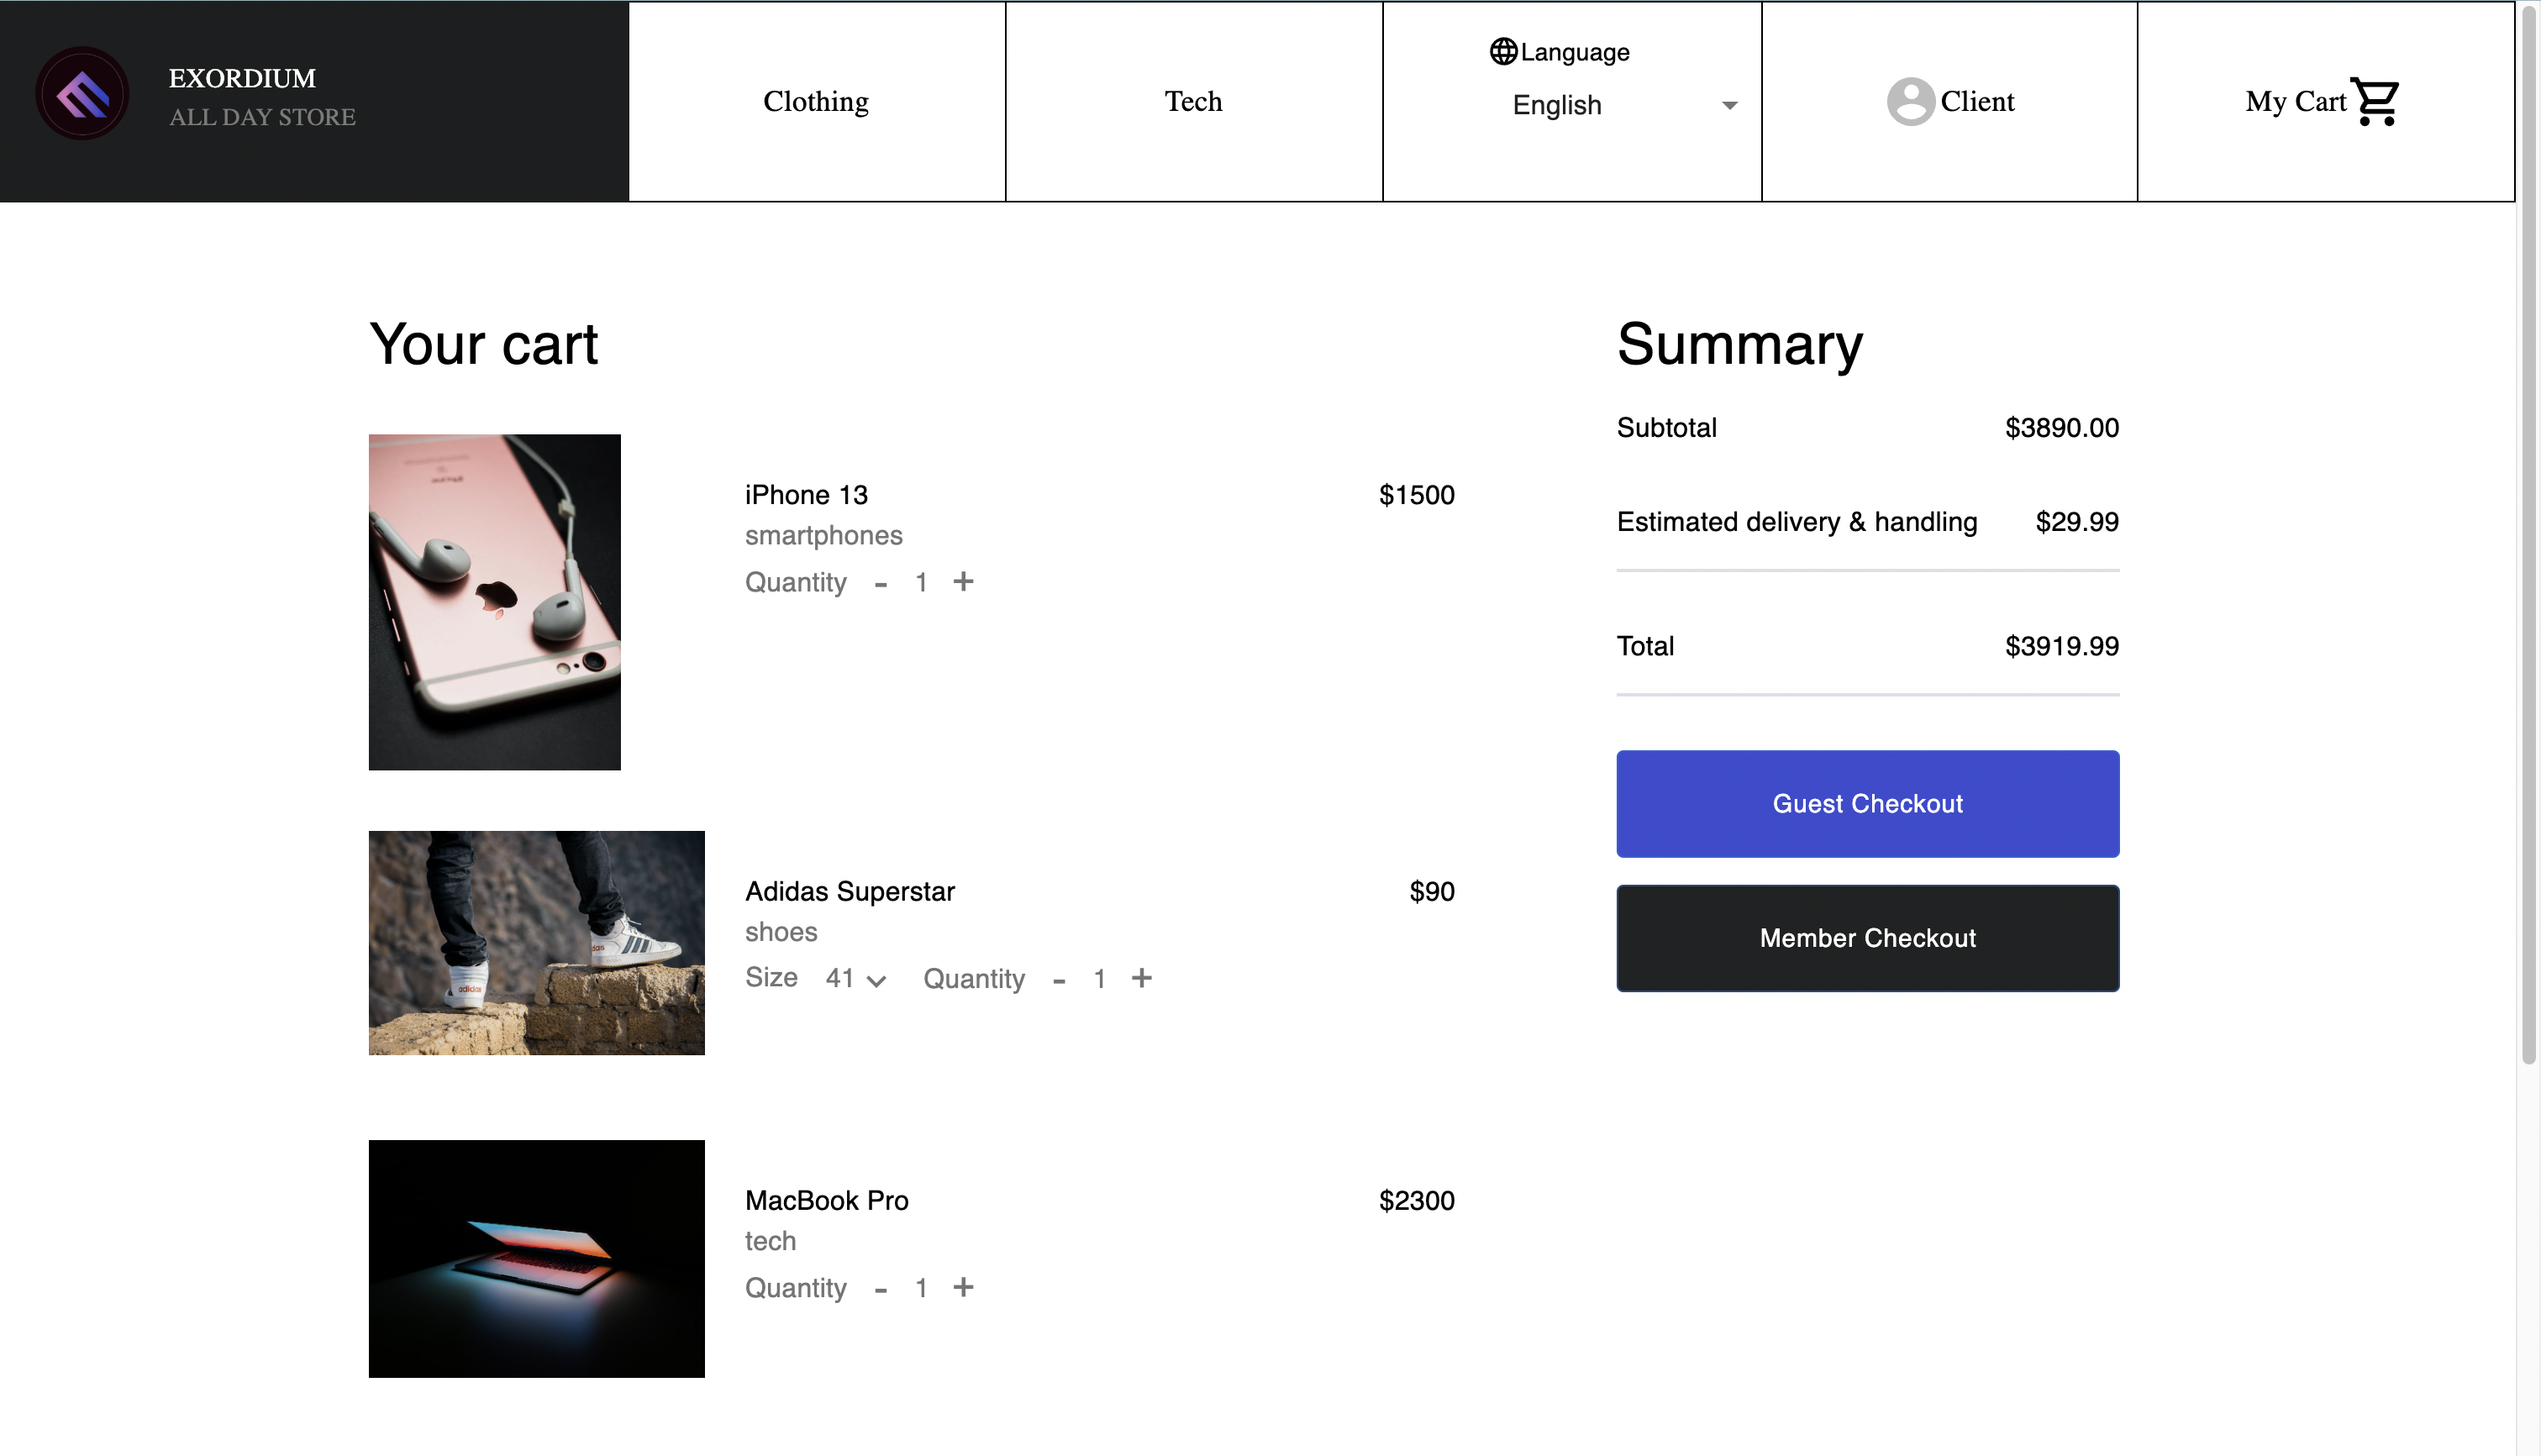 EXORDIUM
ALL DAY STORE
Clothing
Tech
Language
English
Client
My Cart
Your cart
iPhone 13
$1500
smartphones
Quantity - 1 +
Adidas Superstar
$90
shoes
Size 41 Quantity - 1 +
adidas
MacBook Pro
$2300
tech
Quantity - 1 +
Summary
Subtotal $3890.00
Estimated delivery & handling $29.99
Total $3919.99
Guest Checkout
Member Checkout